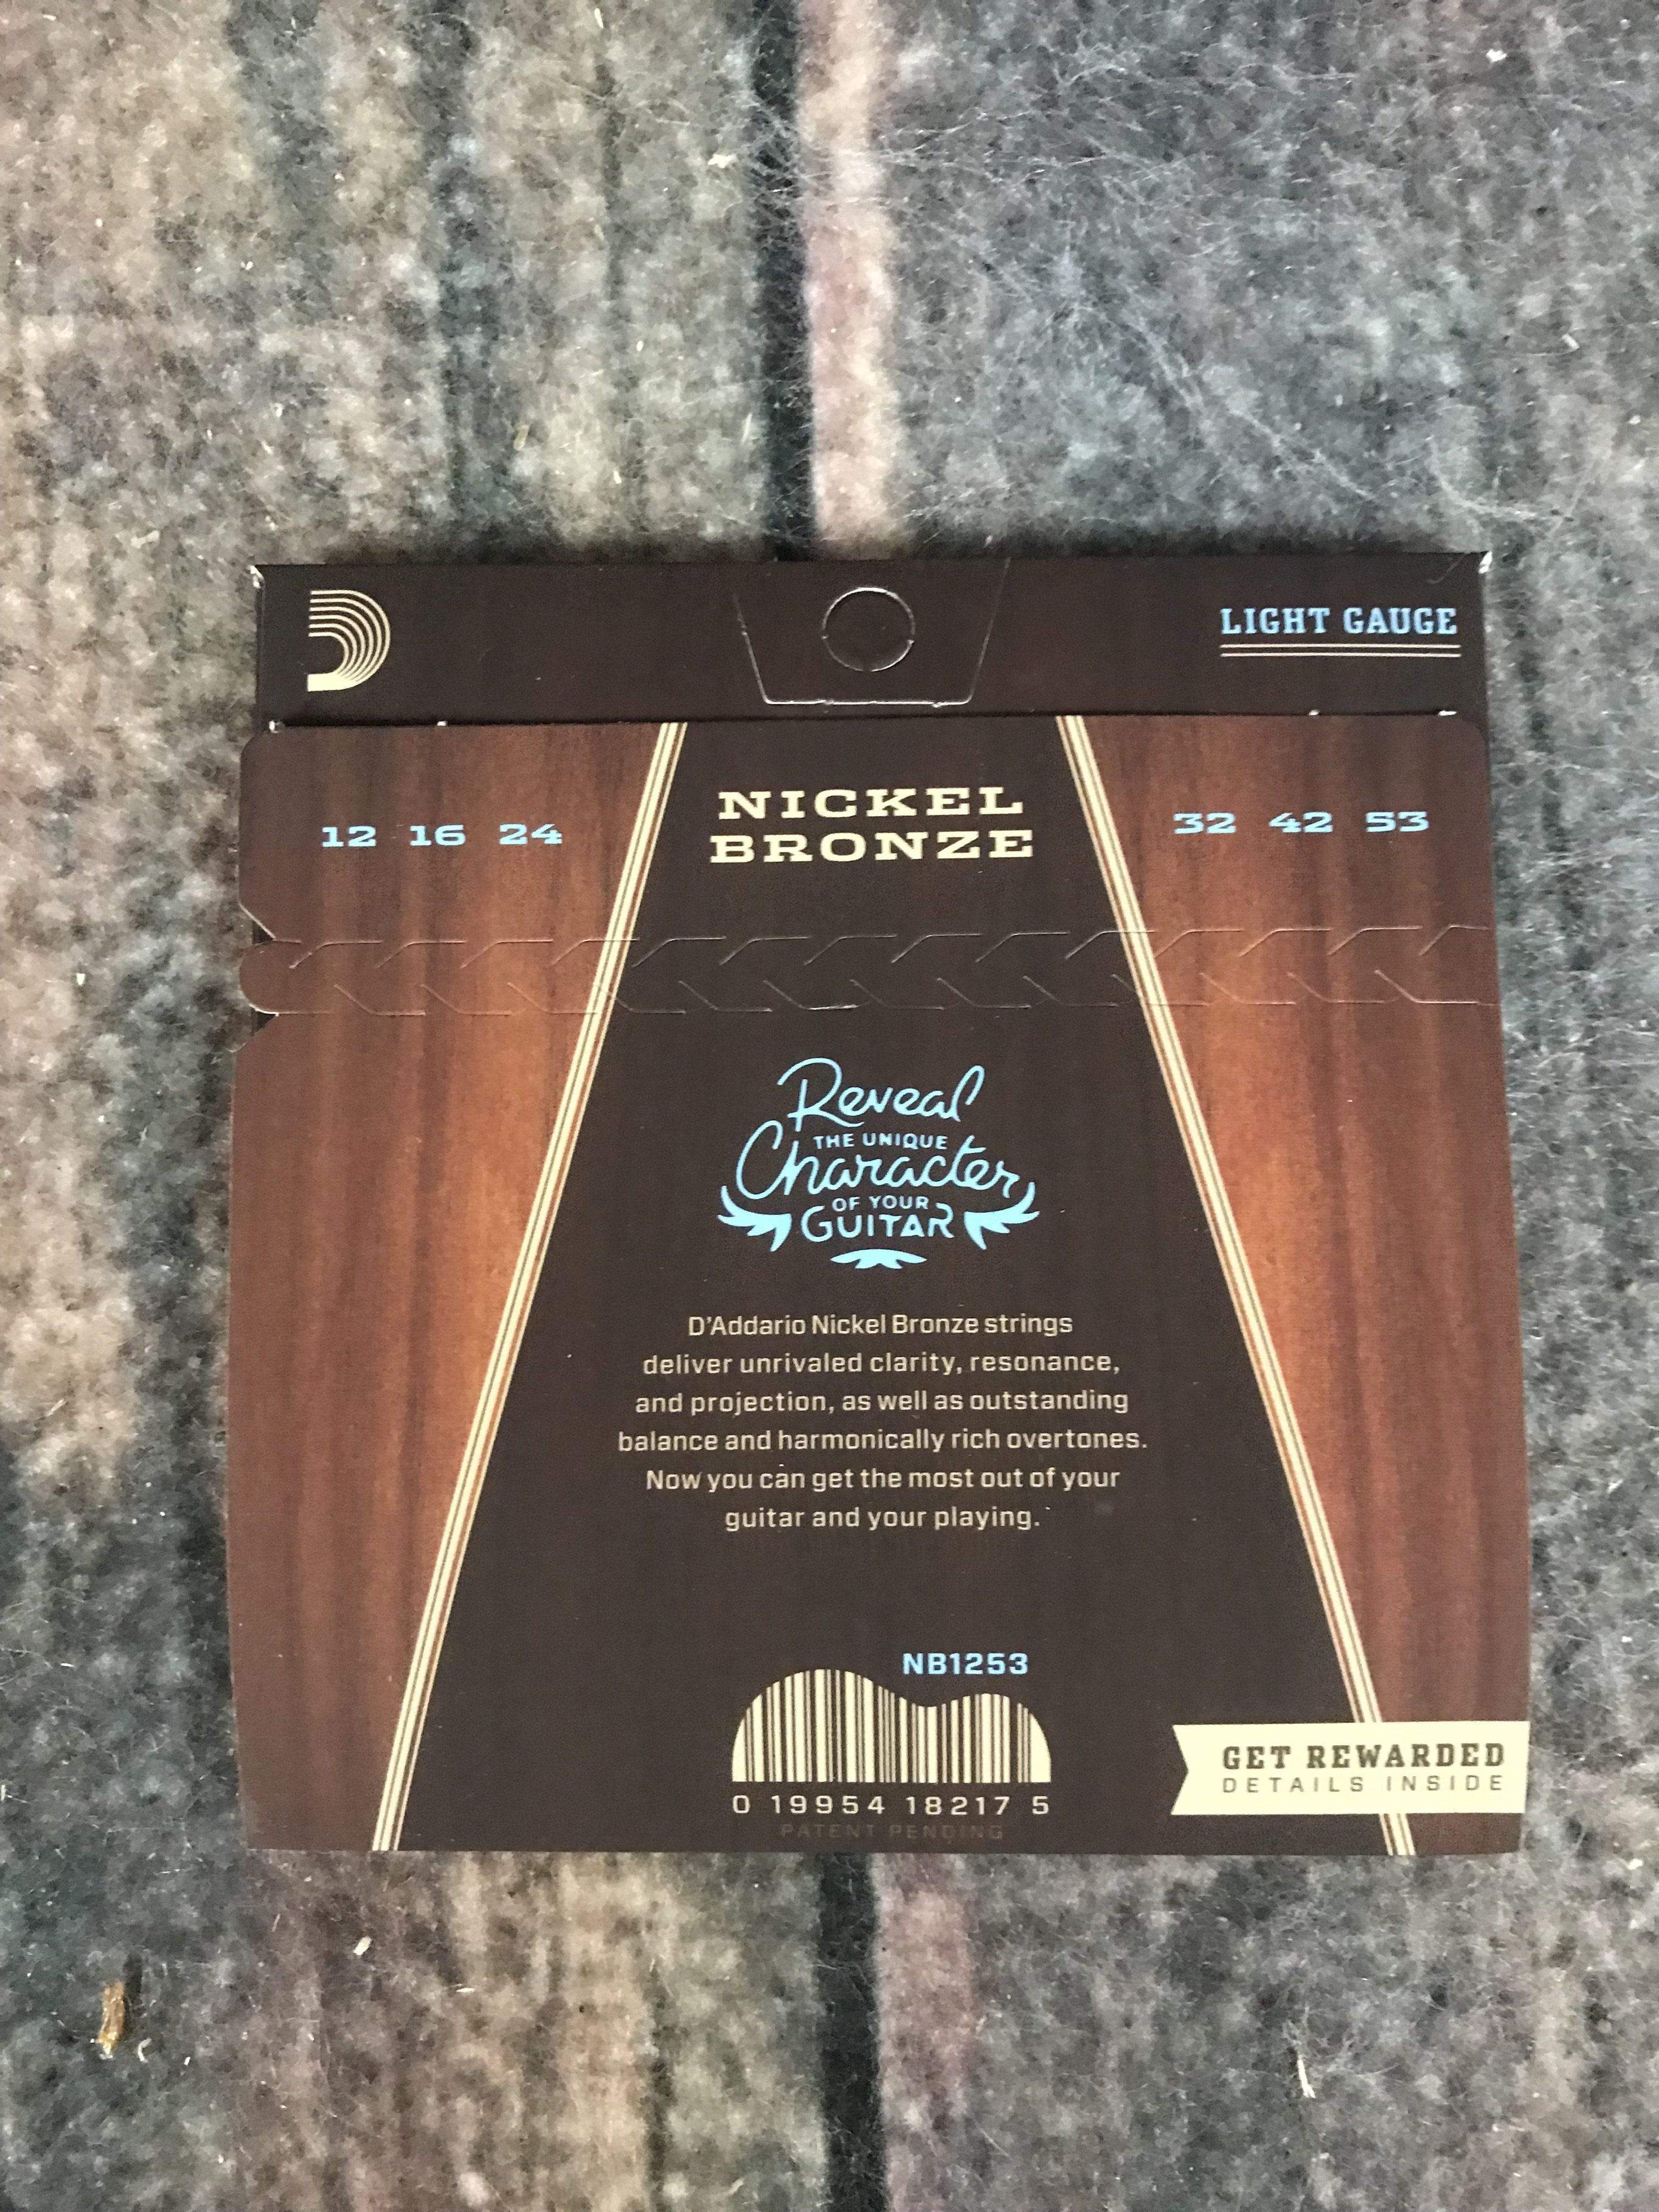 LIGHT GAUGE
12 16 24
NICKEL
BRONZE
32 42 53
Reveal
THE UNIQUE
Character
OF YOUR
GUITAR
D'Addario Nickel Bronze strings
deliver unrivaled clarity, resonance,
and projection, as well as outstanding
balance and harmonically rich overtones.
Now you can get the most out of your
guitar and your playing.
NB1253
0 19954 18217 5
PATENT PENDING
GET REWARDED
DETAILS INSIDE